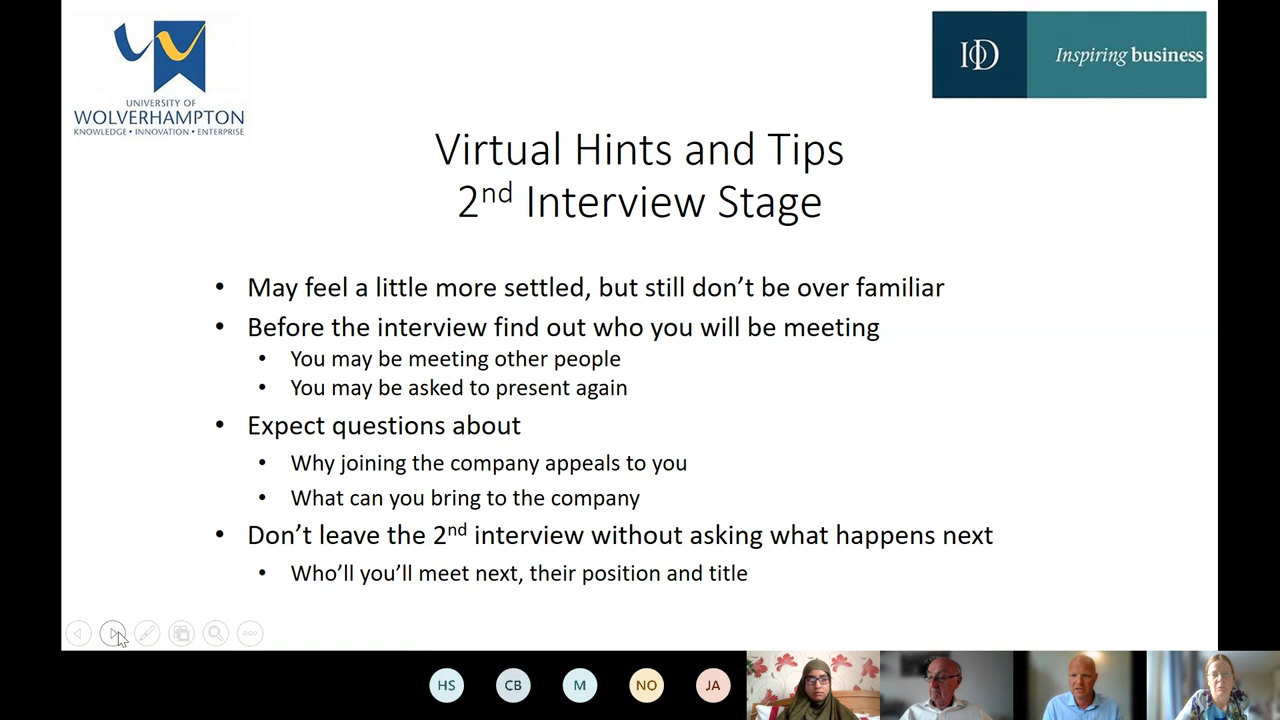 UNIVERSITY OF
WOLVERHAMPTON
KNOWLEDGE • INNOVATION • ENTERPRISE
IOD
Inspiring business
Virtual Hints and Tips
2nd Interview Stage
• May feel a little more settled, but still don’t be over familiar
• Before the interview find out who you will be meeting
• You may be meeting other people
• You may be asked to present again
• Expect questions about
• Why joining the company appeals to you
• What can you bring to the company
• Don’t leave the 2nd interview without asking what happens next
• Who’ll you’ll meet next, their position and title
HS CB M NO JA